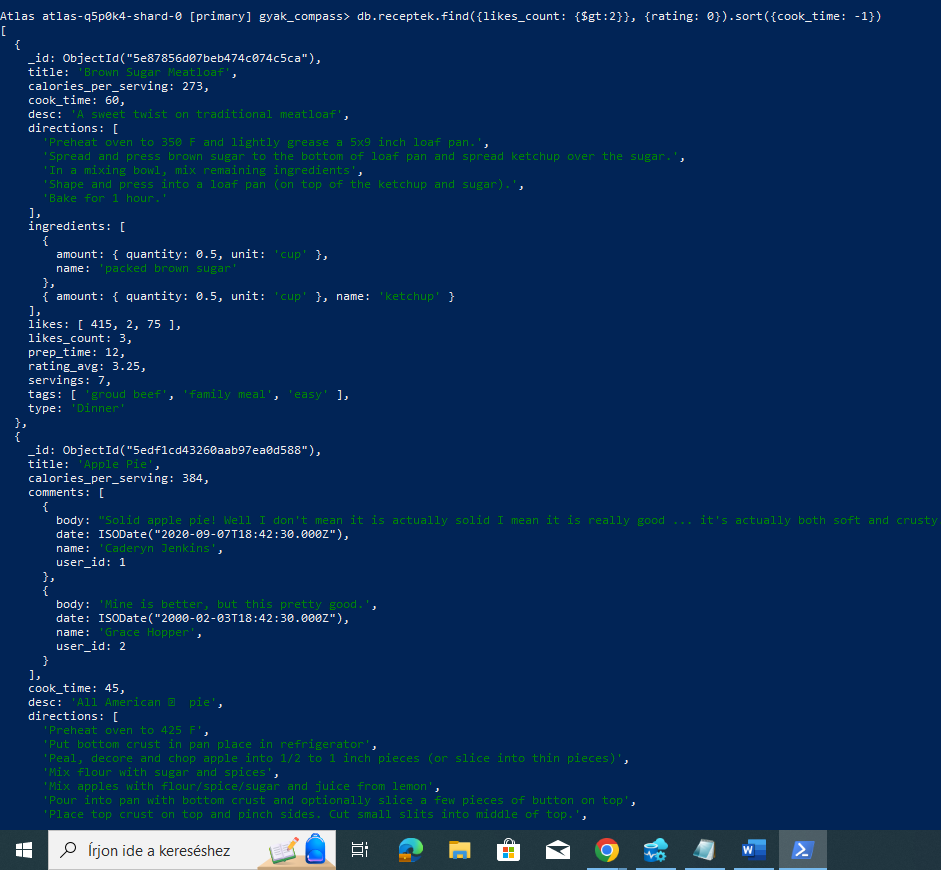 Atlas atlas-q5p0k4-shard-0 [primary] gyak_compass> db.receptek.find({likes_count: {$gt:2}}, {rating: 0}).sort({cook_time: -1})
[
  {
    _id: ObjectId("5e87856d07beb474c074c5ca"),
    title: 'Brown Sugar Meatloaf',
    calories_per_serving: 273,
    cook_time: 60,
    desc: 'A sweet twist on traditional meatloaf',
    directions: [
      'Preheat oven to 350 F and lightly grease a 5x9 inch loaf pan.',
      'Spread and press brown sugar to the bottom of loaf pan and spread ketchup over the sugar.',
      'In a mixing bowl, mix remaining ingredients',
      'Shape and press into a loaf pan (on top of the ketchup and sugar).',
      'Bake for 1 hour.'
    ],
    ingredients: [
      {
        amount: { quantity: 0.5, unit: 'cup' },
        name: 'packed brown sugar'
      },
      { amount: { quantity: 0.5, unit: 'cup' }, name: 'ketchup' }
    ],
    likes: [ 415, 2, 75 ],
    likes_count: 3,
    prep_time: 12,
    rating_avg: 3.25,
    servings: 7,
    tags: [ 'groud beef', 'family meal', 'easy' ],
    type: 'Dinner'
  },
  {
    _id: ObjectId("5edf1cd43260aab97ea0d588"),
    title: 'Apple Pie',
    calories_per_serving: 384,
    comments: [
      {
        body: "Solid apple pie! Well I don't mean it is actually solid I mean it is really good ... it's actually both soft and crusty
        date: ISODate("2020-09-07T18:42:30.000Z"),
        name: 'Caderyn Jenkins',
        user_id: 1
      },
      {
        body: 'Mine is better, but this pretty good.',
        date: ISODate("2000-02-03T18:42:30.000Z"),
        name: 'Grace Hopper',
        user_id: 2
      }
    ],
    cook_time: 45,
    desc: 'All American  pie',
    directions: [
      'Preheat oven to 425 F',
      'Put bottom crust in pan place in refrigerator',
      'Peal, decore and chop apple into 1/2 to 1 inch pieces (or slice into thin pieces)',
      'Mix flour with sugar and spices',
      'Mix apples with flour/spice/sugar and juice from lemon',
      'Pour into pan with bottom crust and optionally slice a few pieces of button on top',
      'Place top crust on top and pinch sides. Cut small slits into middle of top.',
Írjon ide a kereséshez